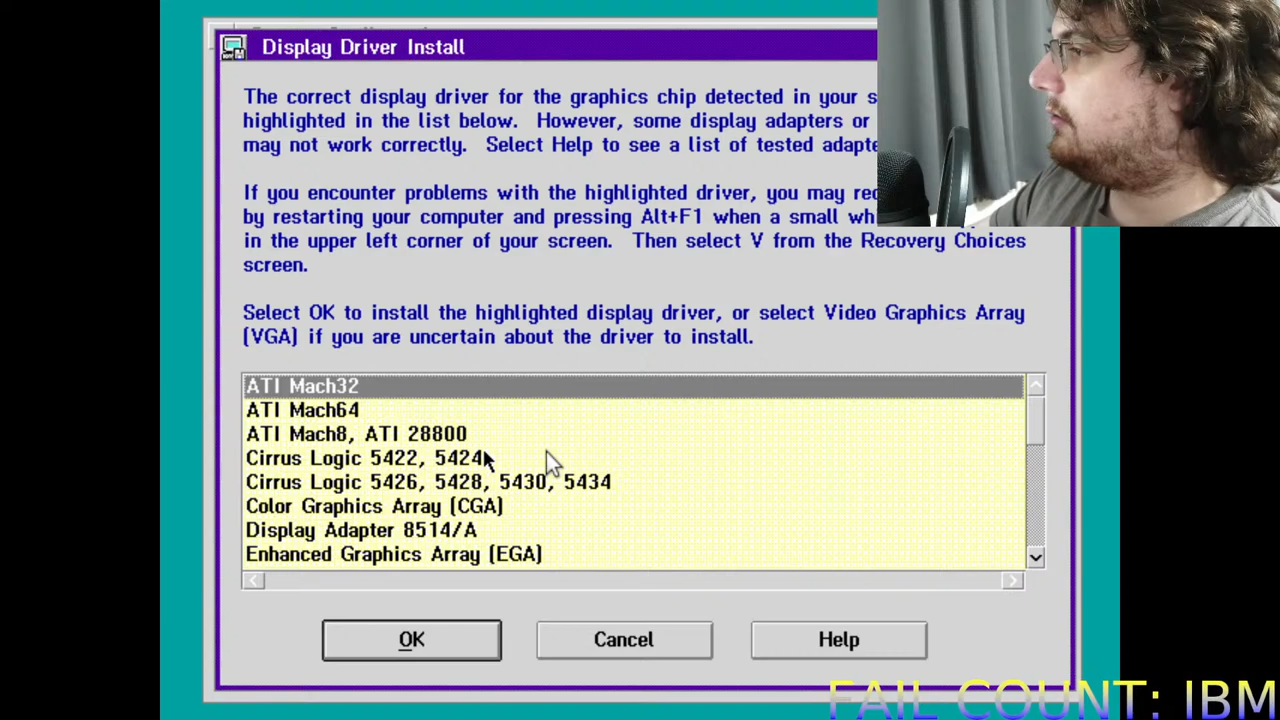 Display Driver Install
The correct display driver for the graphics chip detected in your s
highlighted in the list below. However, some display adapters or
may not work correctly. Select Help to see a list of tested adapte
If you encounter problems with the highlighted driver, you may rec
by restarting your computer and pressing Alt+F1 when a small whi
in the upper left corner of your screen. Then select V from the Recovery Choices
screen.
Select OK to install the highlighted display driver, or select Video Graphics Array
(VGA) if you are uncertain about the driver to install.
ATI Mach32
ATI Mach64
ATI Mach8, ATI 28800
Cirrus Logic 5422, 5424
Cirrus Logic 5426, 5428, 5430, 5434
Color Graphics Array (CGA)
Display Adapter 8514/A
Enhanced Graphics Array (EGA)
OK
Cancel
Help
FAIL COUNT: IBM